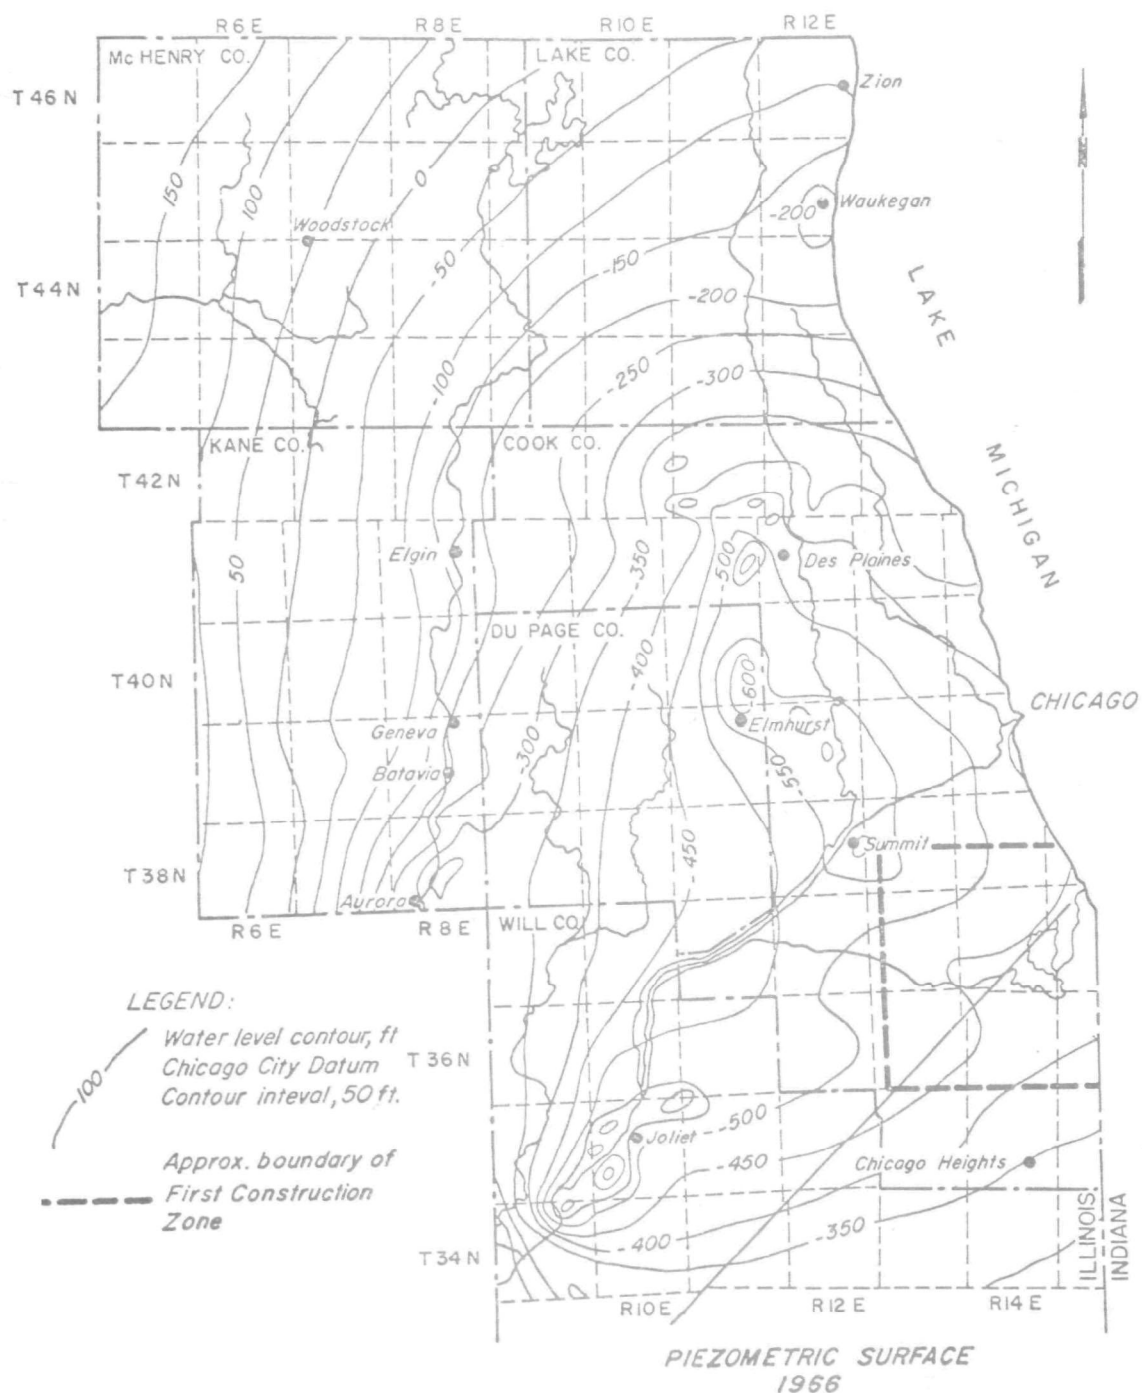 R6E R8E R10E R12E
McHENRY CO. LAKE CO.
T46N
Zion
150
100
0
Waukegan
-200
Woodstock
-50
-150
T44N
-200
LAKE
-100
-250
-300
KANE CO. COOK CO.
T42N
MICHIGAN
Elgin
50
-350
500
Des Plaines
DU PAGE CO.
T40N
-400
-600
CHICAGO
Geneva
Elmhurst
-300
Batavia
-550
-450
Summit
T38N
Aurora
R6E R8E WILL CO.
LEGEND:
Water level contour, ft
Chicago City Datum
Contour inteval, 50 ft.
100
T36N
Approx. boundary of
First Construction
Zone
Joliet
-500
-450
Chicago Heights
-350
-400
T34N
ILLINOIS
INDIANA
R10E R12E R14E
PIEZOMETRIC SURFACE
1966